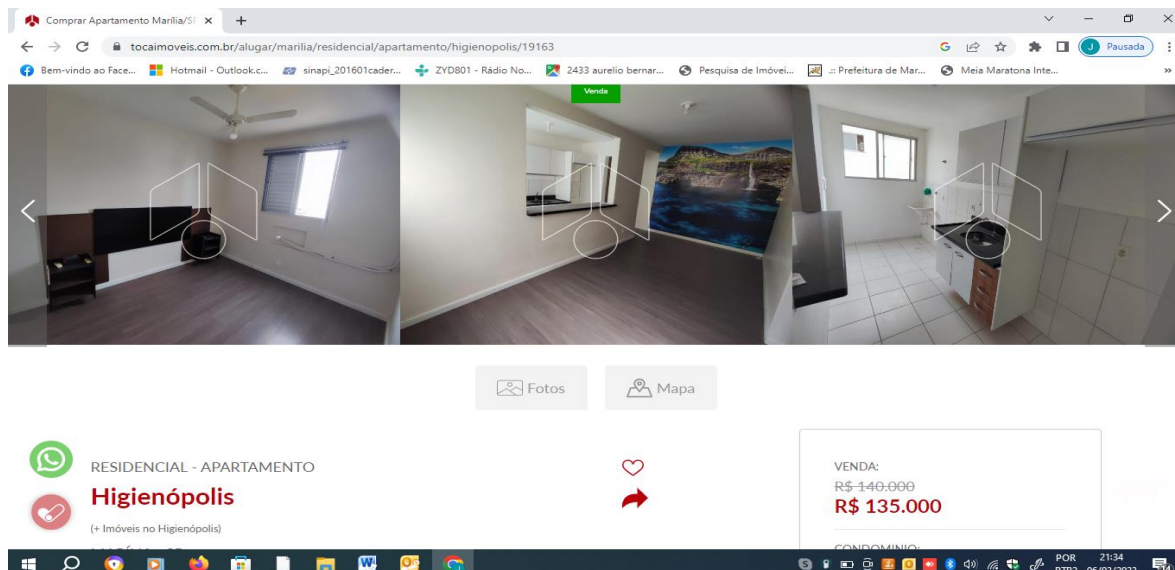 Comprar Apartamento Marília/S
tocaimoveis.com.br/alugar/marilia/residencial/apartamento/higienopolis/19163
J Pausada
Bem-vindo ao Face... Hotmail - Outlook.c... sinapi_201601cader... ZYD801 - Rádio No... 2433 aurelio bernar... Pesquisa de Imóvei... .:: Prefeitura de Mar... Meia Maratona Inte... »
Venda
Fotos
Mapa
RESIDENCIAL - APARTAMENTO
Higienópolis
(+ Imóveis no Higienópolis)
VENDA:
R$ 140.000
R$ 135.000
CONDOMINIO:
POR 21:34
PTB2